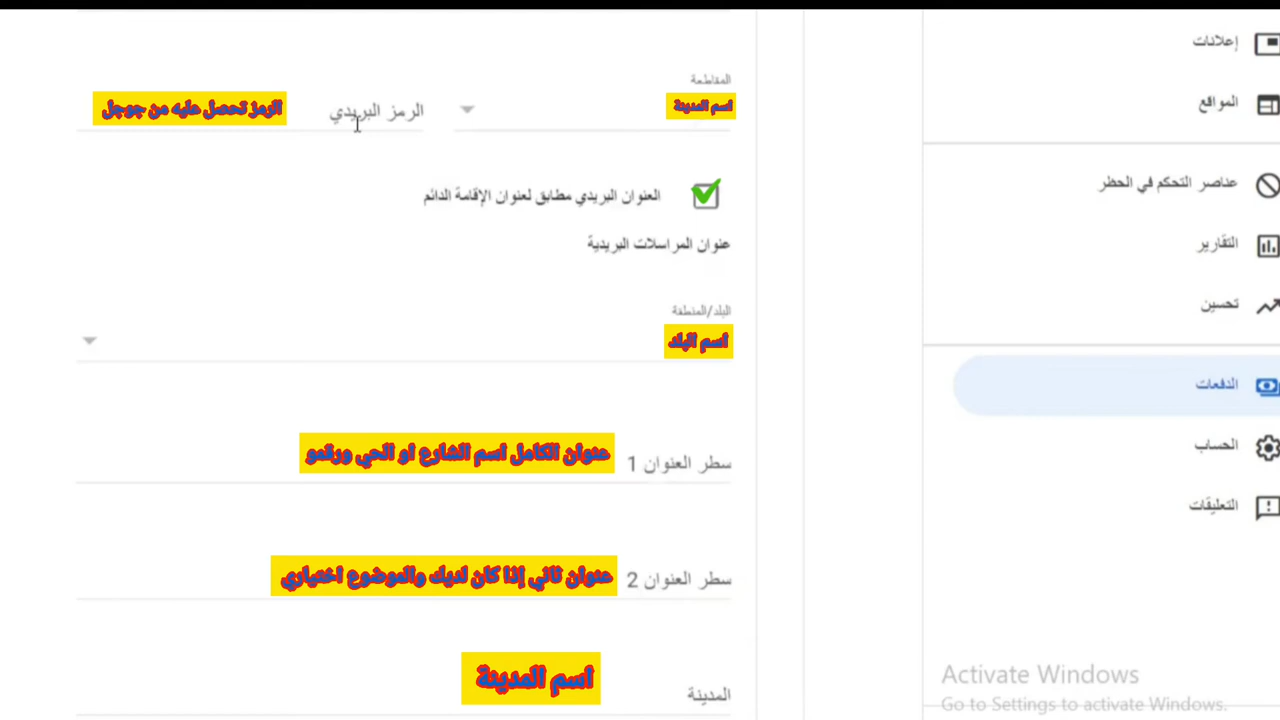 إعلانات
المواقع
عناصر التحكم في الحظر
التقارير
تحسين
الدفعات
الحساب
التعليقات
المقاطعة
اسم المدينة
الرمز البريدي
الرمز تحصل عليه من جوجل
العنوان البريدي مطابق لعنوان الإقامة الدائم
عنوان المراسلات البريدية
البلد/المنطقة
اسم البلد
سطر العنوان 1
عنوان الكامل اسم الشارع او الحي ورقمو
سطر العنوان 2
عنوان ثاني إذا كان لديك والموضوع اختياري
اسم المدينة
المدينة
Activate Windows
Go to Settings to activate Windows.